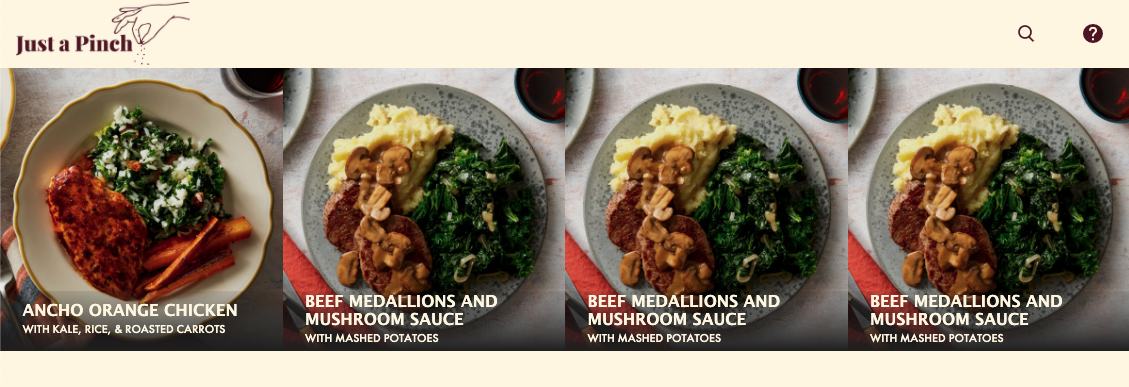 Just a Pinch
?
ANCHO ORANGE CHICKEN
WITH KALE, RICE, & ROASTED CARROTS
BEEF MEDALLIONS AND
MUSHROOM SAUCE
WITH MASHED POTATOES
BEEF MEDALLIONS AND
MUSHROOM SAUCE
WITH MASHED POTATOES
BEEF MEDALLIONS AND
MUSHROOM SAUCE
WITH MASHED POTATOES